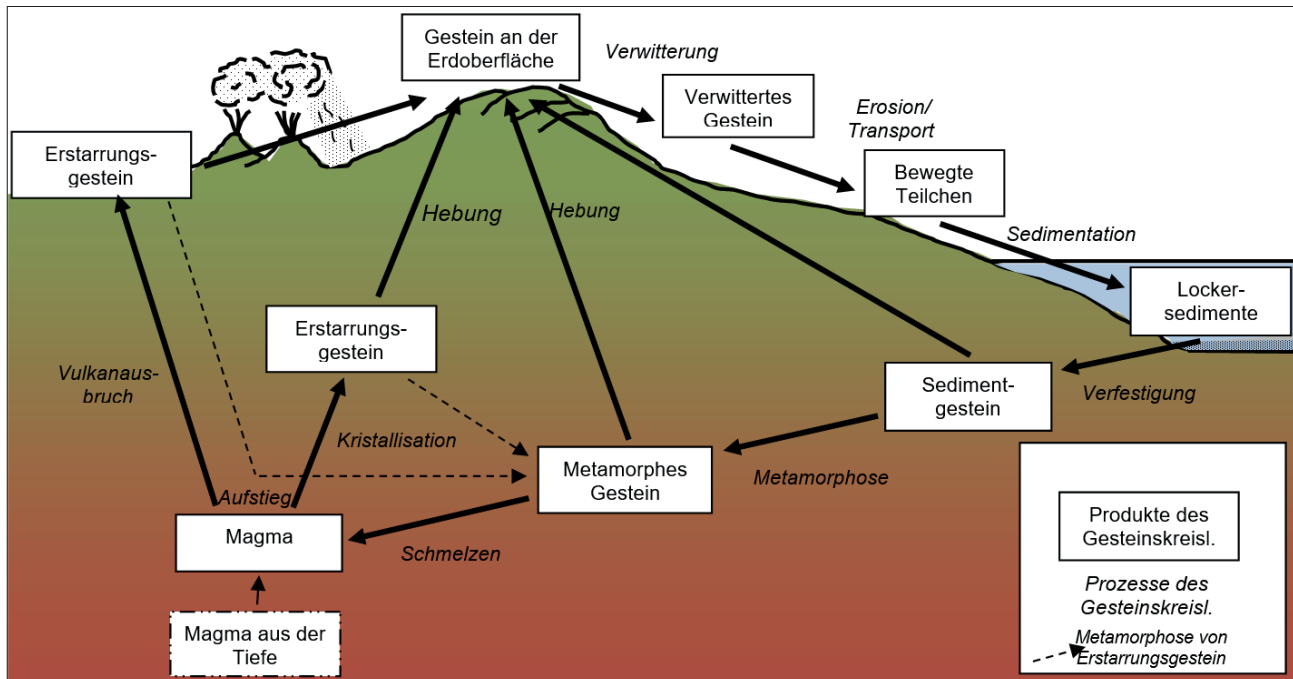 Gestein an der
Erdoberfläche
Verwitterung
Verwittertes
Gestein
Erosion/
Transport
Bewegte
Teilchen
Sedimentation
Locker-
sedimente
Erstarrungs-
gestein
Hebung
Hebung
Erstarrungs-
gestein
Vulkanaus-
bruch
Sediment-
gestein
Verfestigung
Kristallisation
Metamorphes
Gestein
Metamorphose
Aufstieg
Magma
Schmelzen
Magma aus der
Tiefe
Produkte des
Gesteinskreisl.
Prozesse des
Gesteinskreisl.
Metamorphose von
Erstarrungsgestein